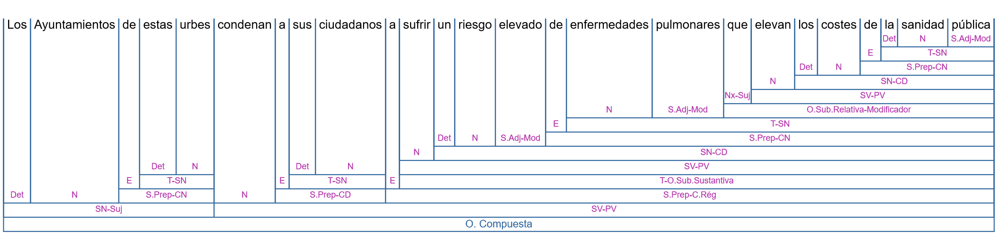 Los Ayuntamientos de estas urbes condenan a sus ciudadanos a sufrir un riesgo elevado de enfermedades pulmonares que elevan los costes de la sanidad pública
Det N S.Adj-Mod
E T-SN
Det N S.Prep-CN
N SN-CD
Nx-Suj SV-PV
N S.Adj-Mod O.Sub.Relativa-Modificador
E T-SN
Det N S.Adj-Mod S.Prep-CN
N SN-CD
Det N Det N SV-PV
E T-SN E T-SN E T-O.Sub.Sustantiva
Det N S.Prep-CN N S.Prep-CD S.Prep-C.Rég
SN-Suj SV-PV
O. Compuesta